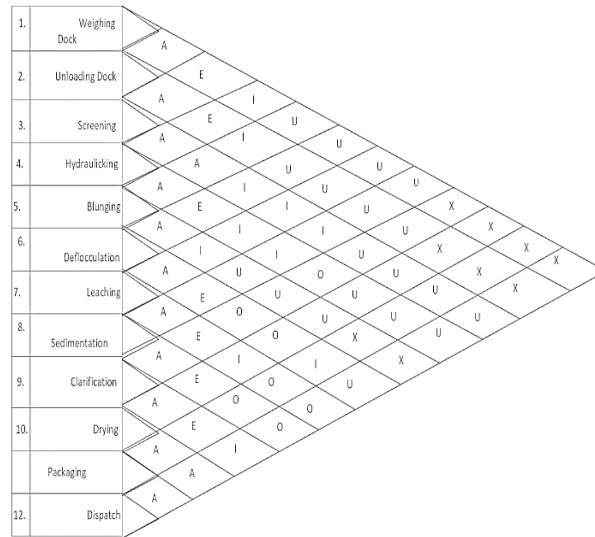 1. Weighing
Dock
A
2. Unloading Dock E
A I
E U
3. Screening
A I U
4. Hydraulicking A U U
U
A I U
5. Blunging E I U X
A I I U X
6.
I I U X X
Deflocculation X
A U O U X
7. Leaching
E U U U X
A O U U U
8.
E O X U
Sedimentation
A I I X
9. Clarification E O U
A O O
10. Drying E O
A I
Packaging A
A
12. Dispatch